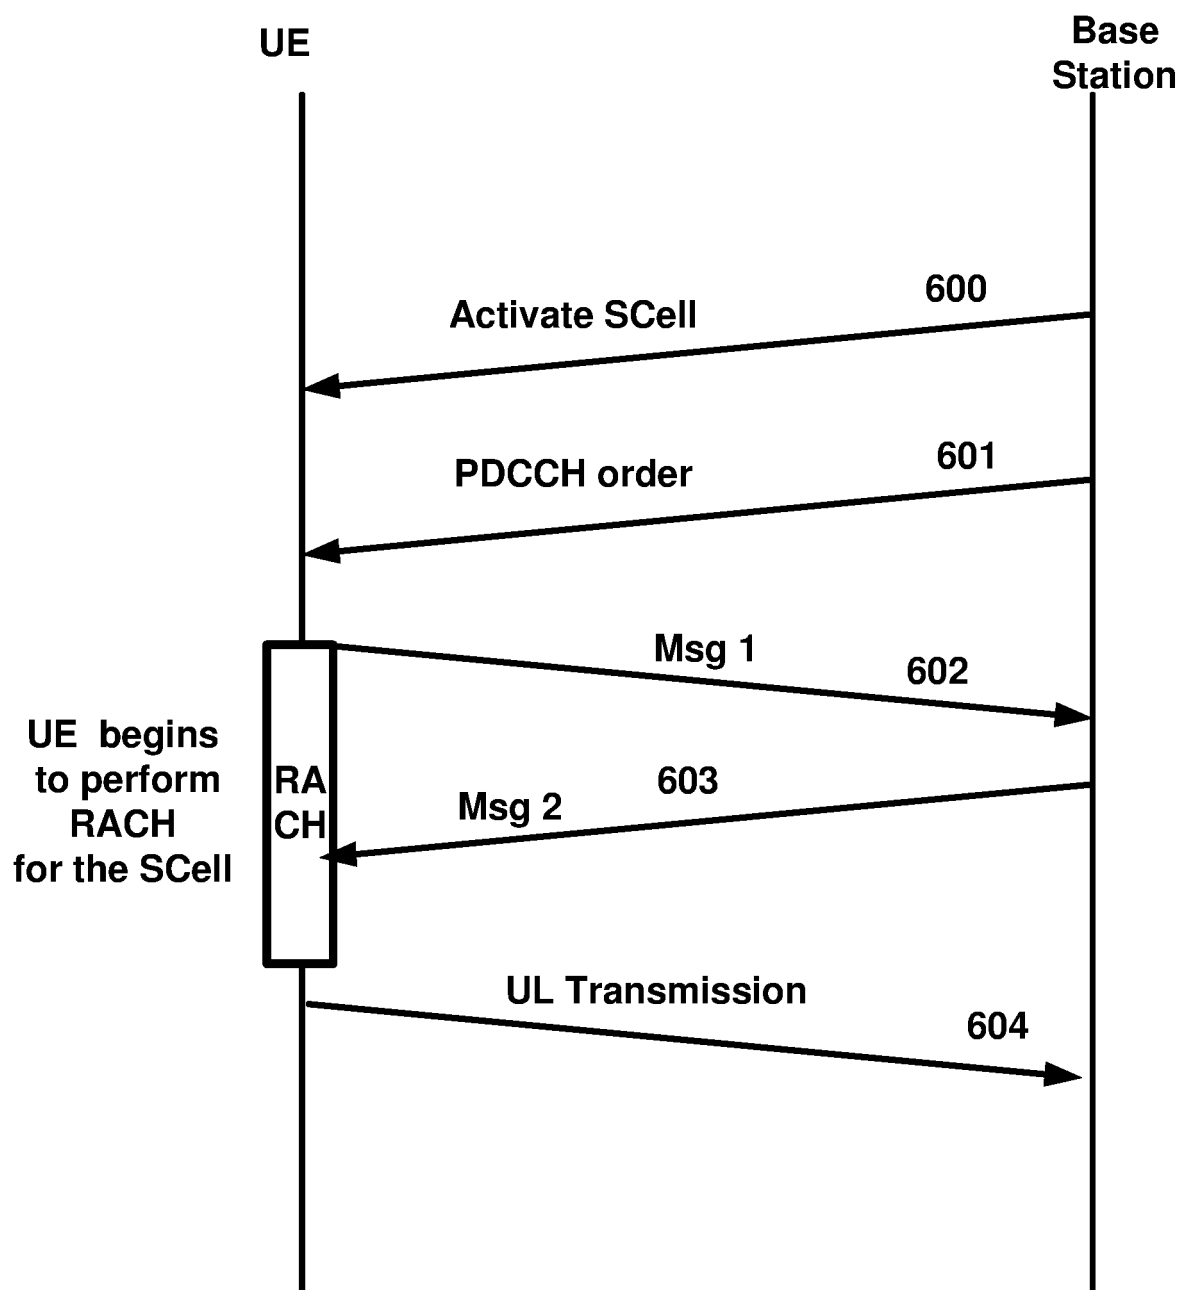 UE
Base
Station
600
Activate SCell
601
PDCCH order
Msg 1
602
UE begins
to perform
RACH
for the SCell
RA
CH
603
Msg 2
UL Transmission
604